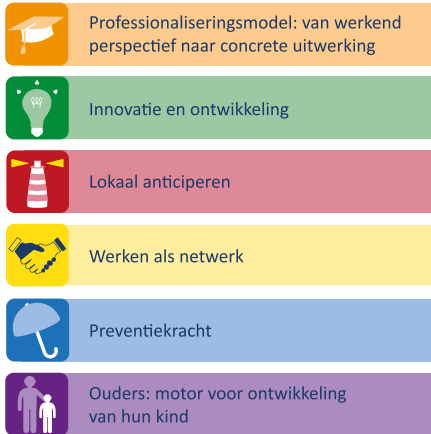 Professionaliseringsmodel: van werkend
perspectief naar concrete uitwerking
Innovatie en ontwikkeling
Lokaal anticiperen
Werken als netwerk
Preventiekracht
Ouders: motor voor ontwikkeling
van hun kind